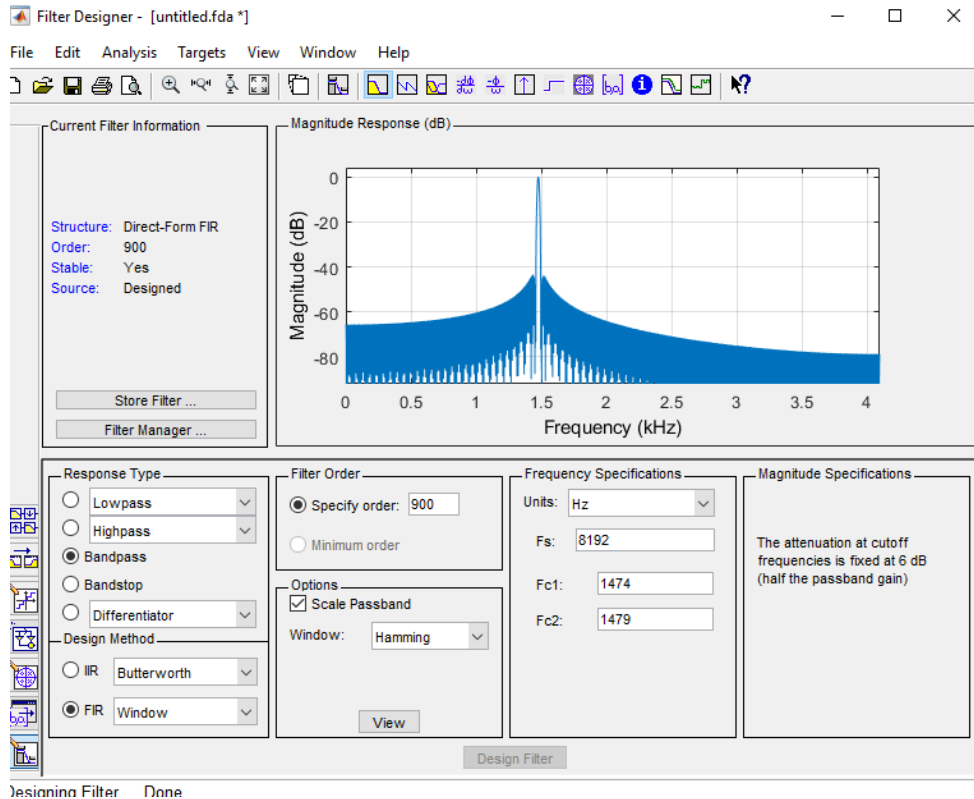 Filter Designer - [untitled.fda *]
File Edit Analysis Targets View Window Help
Current Filter Information
Structure: Direct-Form FIR
Order: 900
Stable: Yes
Source: Designed
Store Filter ...
Filter Manager ...
Magnitude Response (dB)
Magnitude (dB)
0
-20
-40
-60
-80
0 0.5 1 1.5 2 2.5 3 3.5 4
Frequency (kHz)
Response Type
Lowpass
Highpass
Bandpass
Bandstop
Differentiator
Design Method
IIR Butterworth
FIR Window
Filter Order
Specify order: 900
Minimum order
Options
Scale Passband
Window: Hamming
View
Frequency Specifications
Units: Hz
Fs: 8192
Fc1: 1474
Fc2: 1479
Magnitude Specifications
The attenuation at cutoff
frequencies is fixed at 6 dB
(half the passband gain)
Design Filter
Designing Filter ... Done